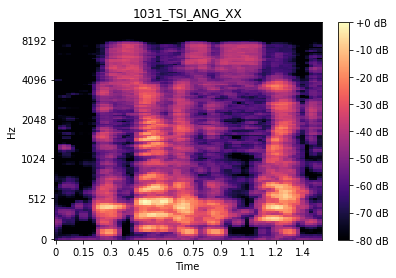 1031_TSI_ANG_XX
Hz
8192
4096
2048
1024
512
0
0
0.15
0.3
0.45
0.6
0.75
0.9
1.1
1.2
1.4
Time
+0 dB
-10 dB
-20 dB
-30 dB
-40 dB
-50 dB
-60 dB
-70 dB
-80 dB